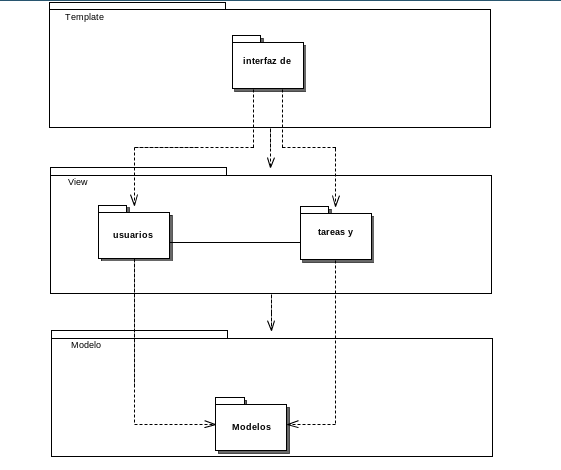 Template
interfaz de
View
usuarios
tareas y
Modelo
Modelos